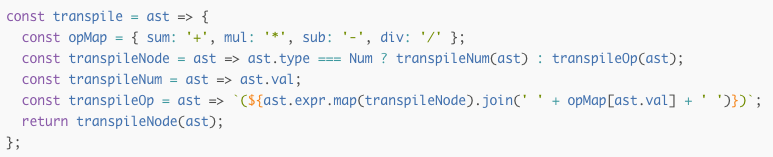 const transpile = ast => {
  const opMap = { sum: '+', mul: '*', sub: '-', div: '/' };
  const transpileNode = ast => ast.type === Num ? transpileNum(ast) : transpileOp(ast);
  const transpileNum = ast => ast.val;
  const transpileOp = ast => `(${ast.expr.map(transpileNode).join(' ' + opMap[ast.val] + ' ')})`;
  return transpileNode(ast);
};